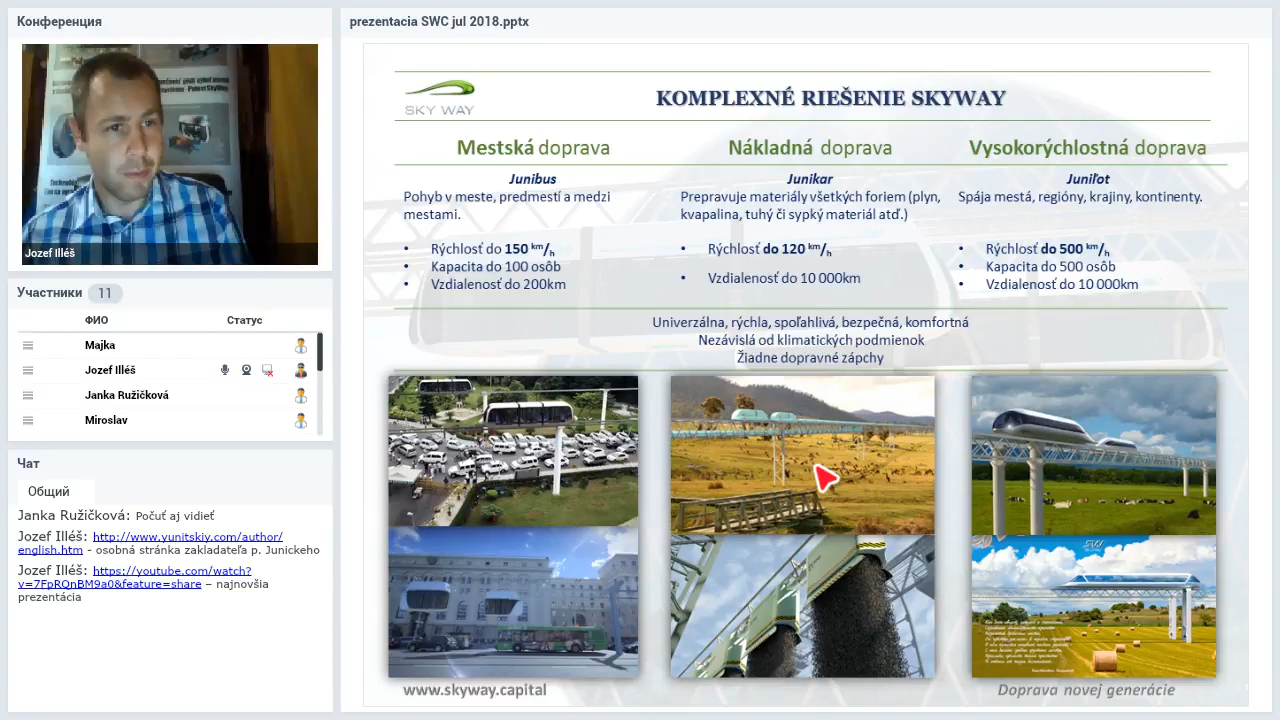 Конференция
Jozef Illéš
Участники 11
ФИО Статус
Majka
Jozef Illéš
Janka Ružičková
Miroslav
Чат
Общий
Janka Ružičková: Počuť aj vidieť
Jozef Illéš: http://www.yunitskiy.com/author/
english.htm - osobná stránka zakladateľa p. Junickeho
Jozef Illéš: https://youtube.com/watch?
v=7FpRQnBM9a0&feature=share – najnovšia
prezentácia
prezentacia SWC jul 2018.pptx
SKY WAY
KOMPLEXNÉ RIEŠENIE SKYWAY
Mestská doprava
Junibus
Pohyb v meste, predmestí a medzi
mestami.
• Rýchlosť do 150 km/h
• Kapacita do 100 osôb
• Vzdialenosť do 200km
Nákladná doprava
Junikar
Prepravuje materiály všetkých foriem (plyn,
kvapalina, tuhý či sypký materiál atď.)
• Rýchlosť do 120 km/h
• Vzdialenosť do 10 000km
Vysokorýchlostná doprava
Juniľot
Spája mestá, regióny, krajiny, kontinenty.
• Rýchlosť do 500 km/h
• Kapacita do 500 osôb
• Vzdialenosť do 10 000km
Univerzálna, rýchla, spoľahlivá, bezpečná, komfortná
Nezávislá od klimatických podmienok
Žiadne dopravné zápchy
www.skyway.capital
Doprava novej generácie